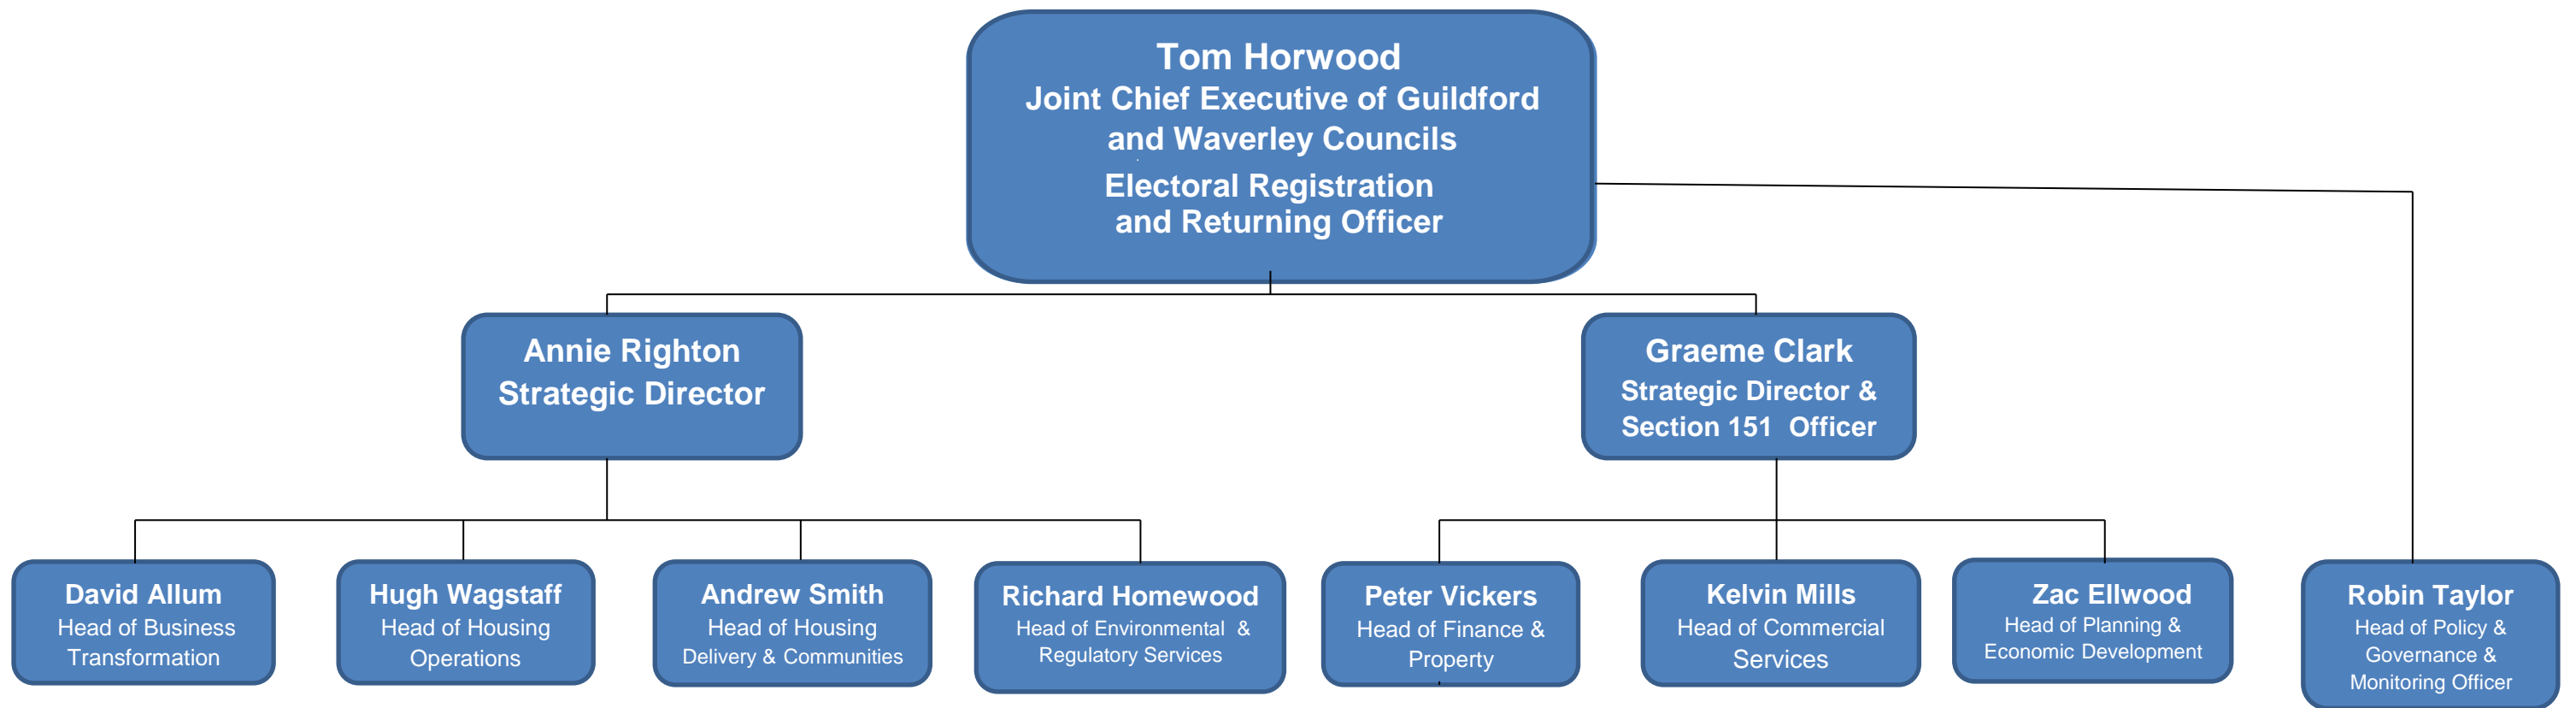 Tom Horwood
Joint Chief Executive of Guildford
and Waverley Councils
Electoral Registration
and Returning Officer
Annie Righton
Strategic Director
Graeme Clark
Strategic Director &
Section 151 Officer
David Allum
Head of Business
Transformation
Hugh Wagstaff
Head of Housing
Operations
Andrew Smith
Head of Housing
Delivery & Communities
Richard Homewood
Head of Environmental &
Regulatory Services
Peter Vickers
Head of Finance &
Property
Kelvin Mills
Head of Commercial
Services
Zac Ellwood
Head of Planning &
Economic Development
Robin Taylor
Head of Policy &
Governance &
Monitoring Officer